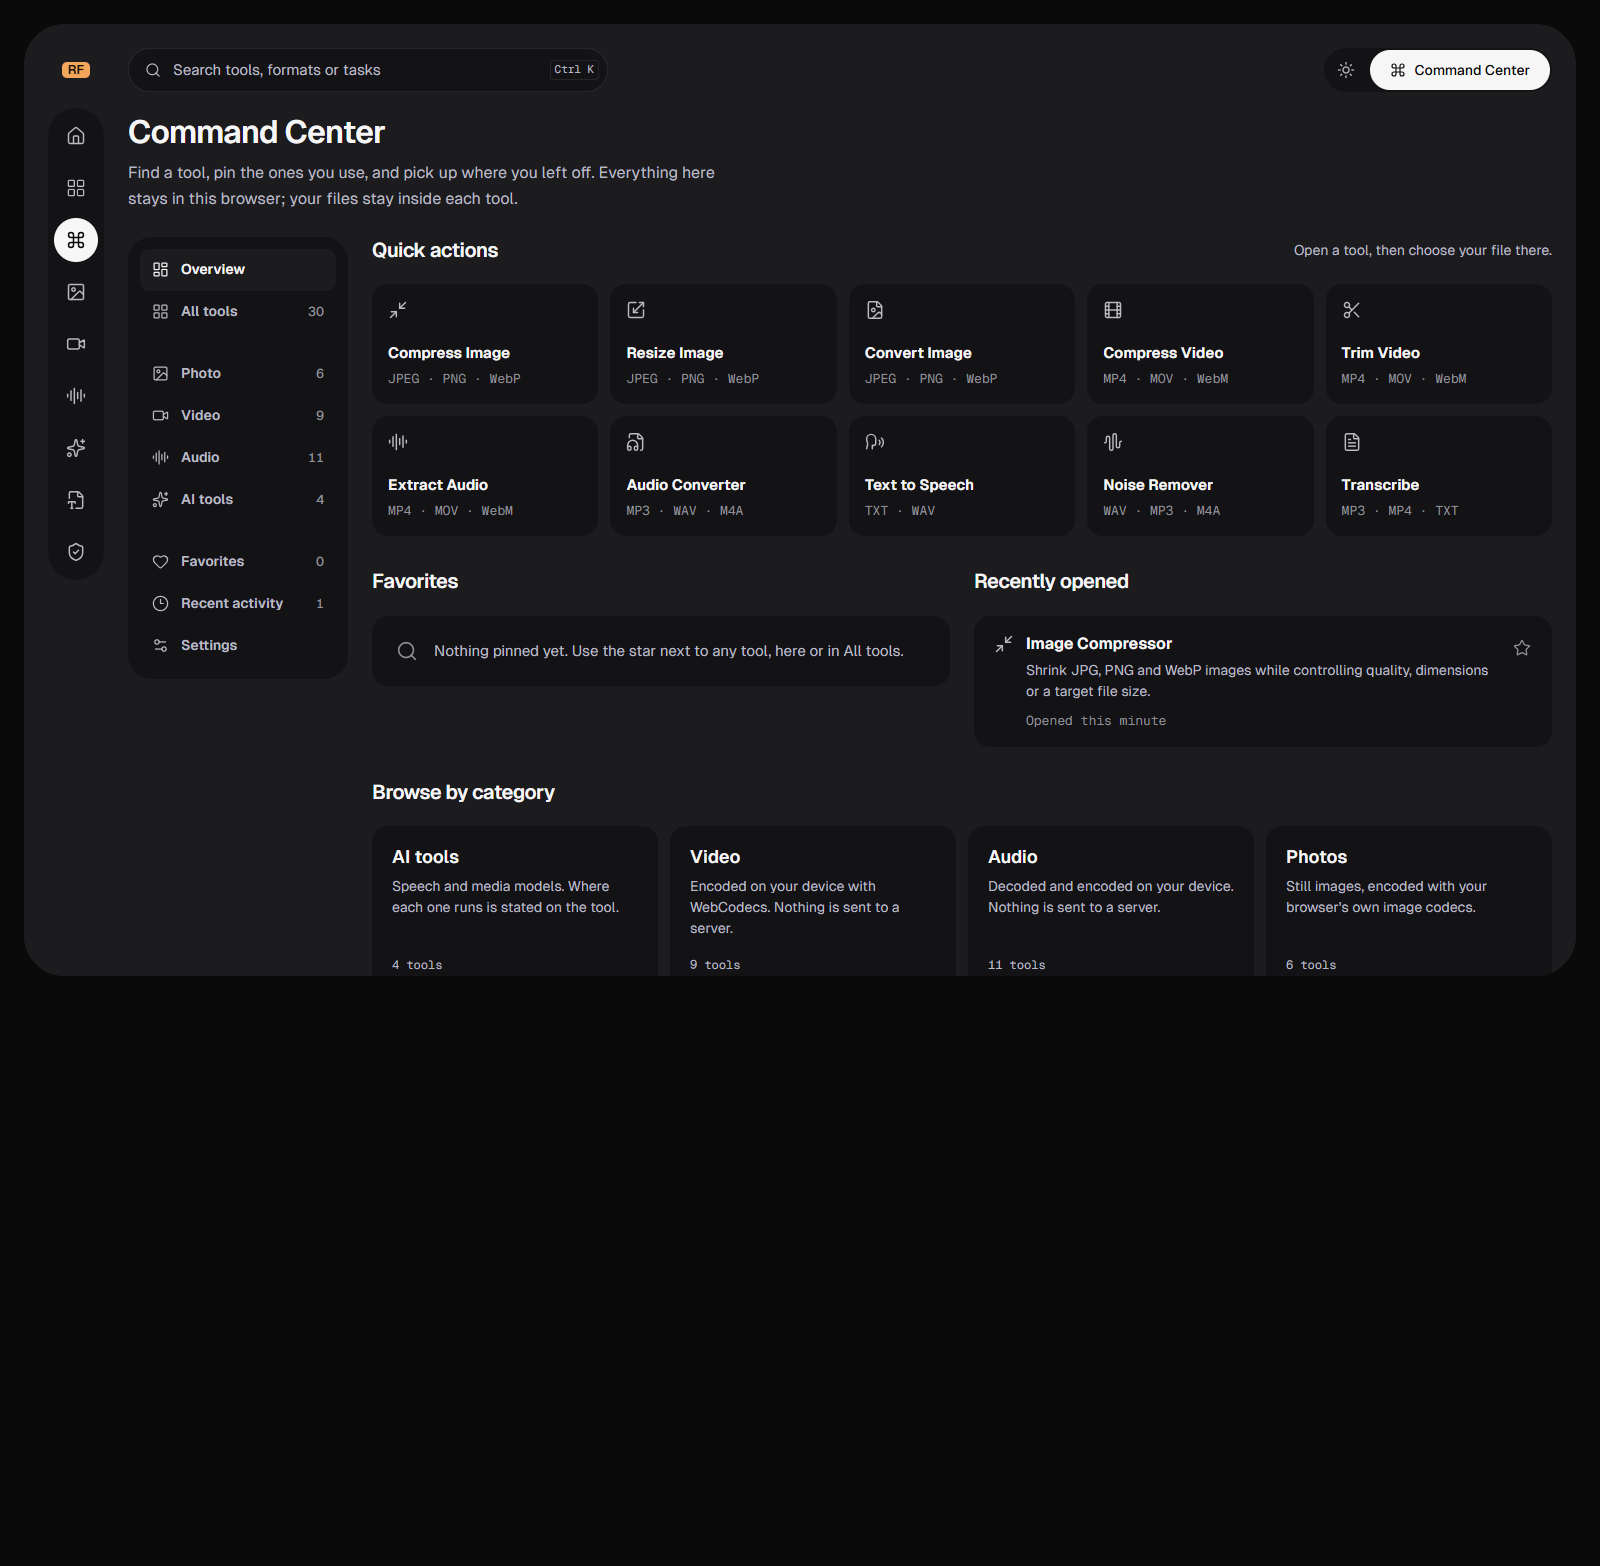 RF
Search tools, formats or tasks
Ctrl K
Command Center
Command Center
Find a tool, pin the ones you use, and pick up where you left off. Everything here
stays in this browser; your files stay inside each tool.
Overview
All tools 30
Photo 6
Video 9
Audio 11
AI tools 4
Favorites 0
Recent activity 1
Settings
Quick actions
Open a tool, then choose your file there.
Compress Image
JPEG · PNG · WebP
Resize Image
JPEG · PNG · WebP
Convert Image
JPEG · PNG · WebP
Compress Video
MP4 · MOV · WebM
Trim Video
MP4 · MOV · WebM
Extract Audio
MP4 · MOV · WebM
Audio Converter
MP3 · WAV · M4A
Text to Speech
TXT · WAV
Noise Remover
WAV · MP3 · M4A
Transcribe
MP3 · MP4 · TXT
Favorites
Nothing pinned yet. Use the star next to any tool, here or in All tools.
Recently opened
Image Compressor
Shrink JPG, PNG and WebP images while controlling quality, dimensions
or a target file size.
Opened this minute
Browse by category
AI tools
Speech and media models. Where
each one runs is stated on the tool.
4 tools
Video
Encoded on your device with
WebCodecs. Nothing is sent to a
server.
9 tools
Audio
Decoded and encoded on your device.
Nothing is sent to a server.
11 tools
Photos
Still images, encoded with your
browser's own image codecs.
6 tools